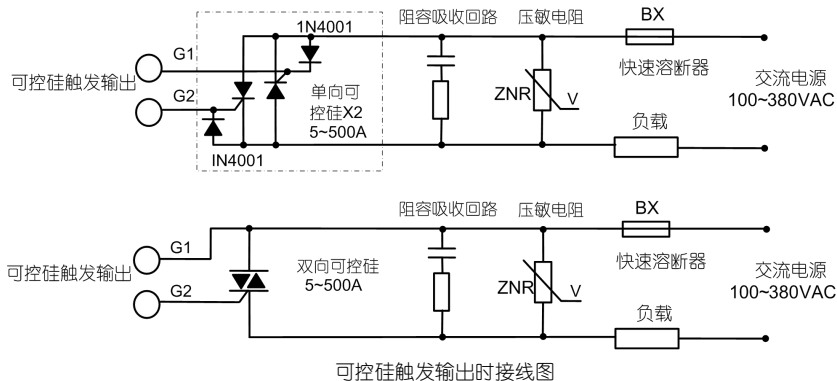 阻容吸收回路 压敏电阻 BX
1N4001
G1
可控硅触发输出
快速溶断器
交流电源
100~380VAC
单向可
控硅X2
5~500A
G2
ZNR V
负载
IN4001
阻容吸收回路 压敏电阻 BX
G1
可控硅触发输出
双向可控硅
5~500A
快速溶断器
交流电源
100~380VAC
G2
ZNR V
负载
可控硅触发输出时接线图